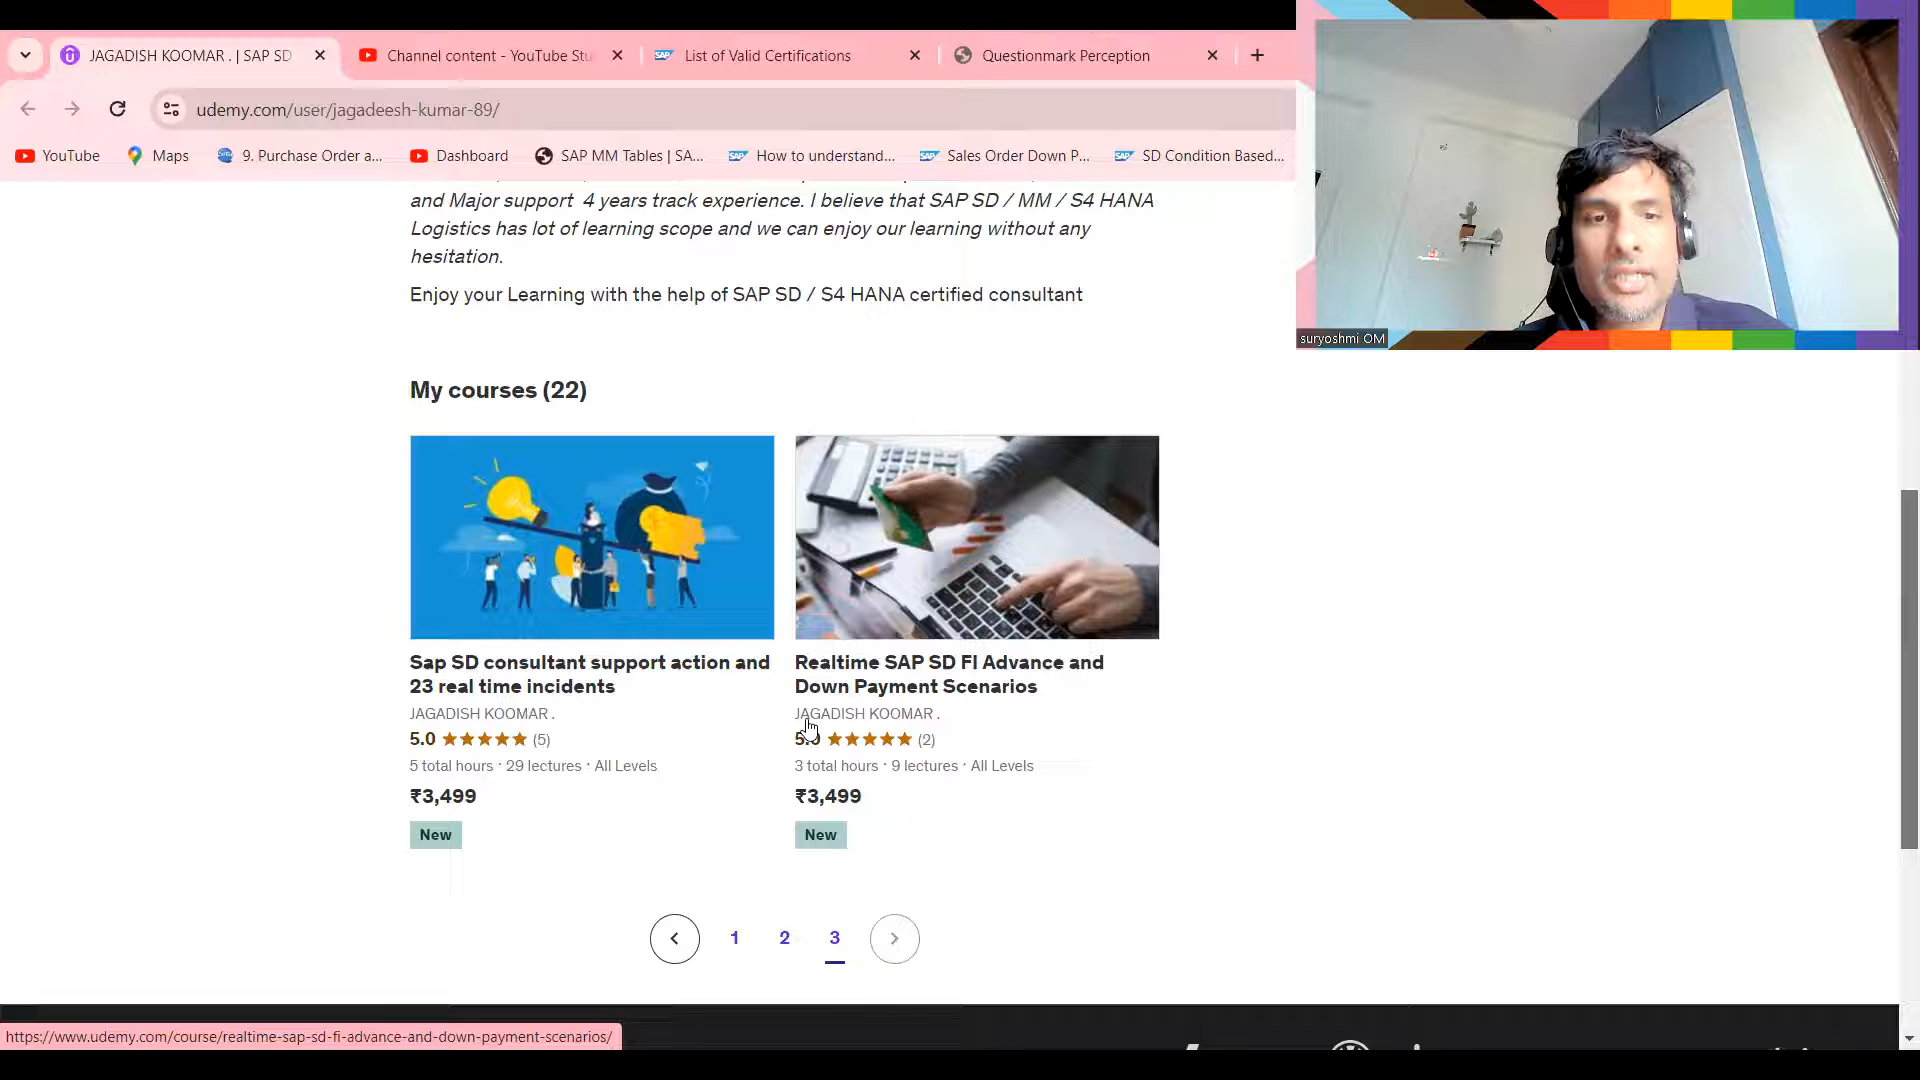 JAGADISH KOOMAR . | SAP SD
Channel content - YouTube Stu
List of Valid Certifications
Questionmark Perception
udemy.com/user/jagadeesh-kumar-89/
YouTube
Maps
9. Purchase Order a...
Dashboard
SAP MM Tables | SA...
How to understand...
Sales Order Down P...
SD Condition Based...
suryoshmi OM
and Major support 4 years track experience. I believe that SAP SD / MM / S4 HANA
Logistics has lot of learning scope and we can enjoy our learning without any
hesitation.
Enjoy your Learning with the help of SAP SD / S4 HANA certified consultant
My courses (22)
Sap SD consultant support action and
23 real time incidents
JAGADISH KOOMAR .
5.0 (5)
5 total hours · 29 lectures · All Levels
₹3,499
New
Realtime SAP SD FI Advance and
Down Payment Scenarios
JAGADISH KOOMAR .
5.0 (2)
3 total hours · 9 lectures · All Levels
₹3,499
New
1 2 3
https://www.udemy.com/course/realtime-sap-sd-fi-advance-and-down-payment-scenarios/